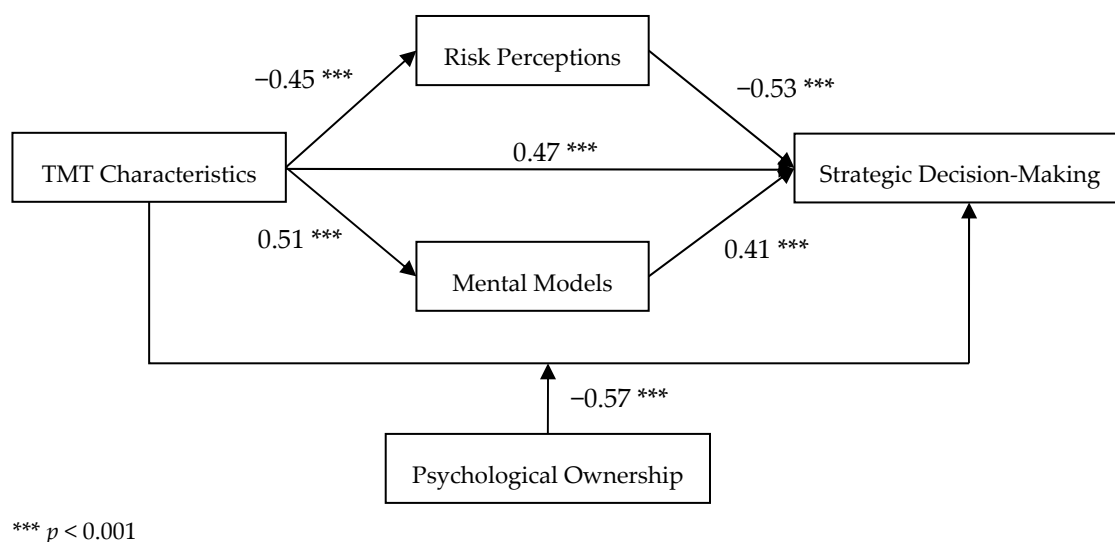 Risk Perceptions
−0.45 ***
−0.53 ***
TMT Characteristics
0.47 ***
Strategic Decision-Making
0.51 ***
0.41 ***
Mental Models
−0.57 ***
Psychological Ownership
*** p < 0.001